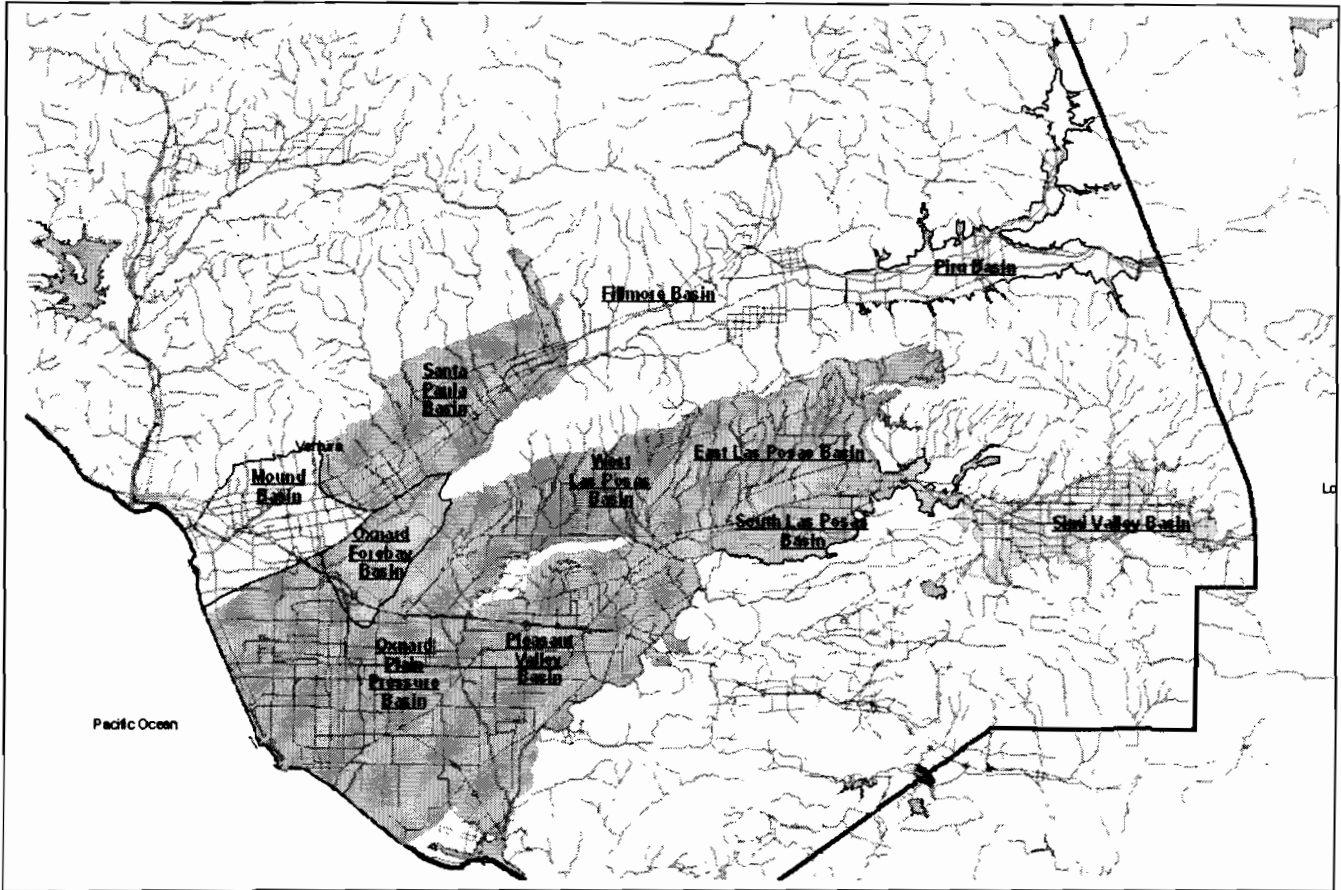 Piru Basin
Fillmore Basin
Santa
Paula
Basin
Ventura
Mound
Basin
West
Las Posas
Basin
East Las Posas Basin
South Las Posas
Basin
Simi Valley Basin
Lo
Oxnard
Forebay
Basin
Oxnard
Plain
Pressure
Basin
Pleasant
Valley
Basin
Pacific Ocean